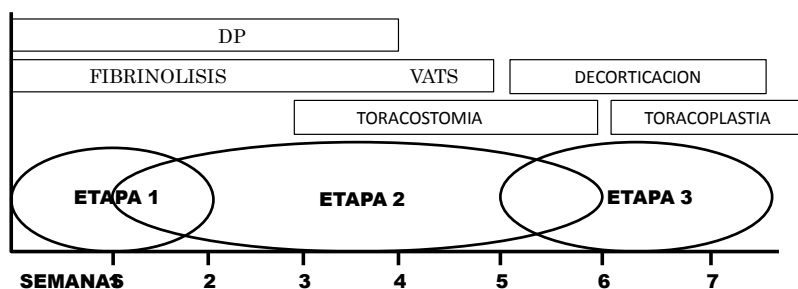 DP
FIBRINOLISIS VATS DECORTICACION
TORACOSTOMIA TORACOPLASTIA
ETAPA 1 ETAPA 2 ETAPA 3
SEMANAS 1 2 3 4 5 6 7